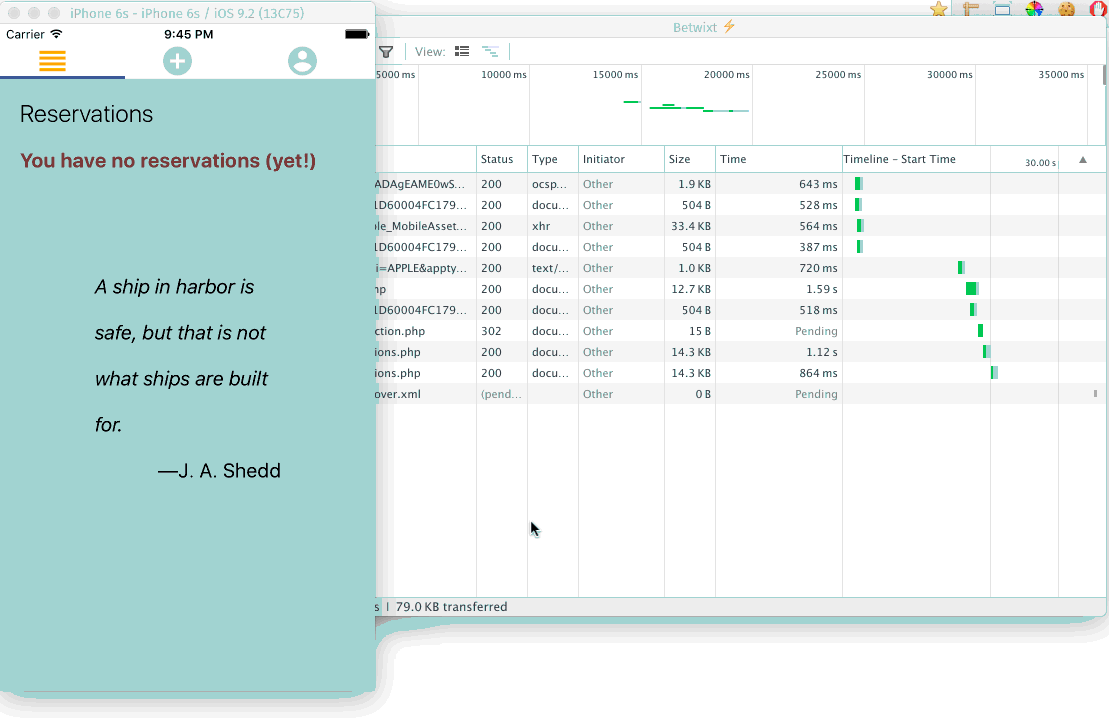 iPhone 6s - iPhone 6s / iOS 9.2 (13C75)
Carrier 9:45 PM
Reservations
You have no reservations (yet!)
A ship in harbor is
safe, but that is not
what ships are built
for.
—J. A. Shedd
Betwixt
View:
5000 ms 10000 ms 15000 ms 20000 ms 25000 ms 30000 ms 35000 ms
Status Type Initiator Size Time Timeline – Start Time 30.00 s
ADAgEAME0wS... 200 ocsp... Other 1.9 KB 643 ms
1D60004FC179... 200 docu... Other 504 B 528 ms
ble_MobileAsset... 200 xhr Other 33.4 KB 564 ms
1D60004FC179... 200 docu... Other 504 B 387 ms
i=APPLE&appty... 200 text/... Other 1.0 KB 720 ms
hp 200 docu... Other 12.7 KB 1.59 s
1D60004FC179... 200 docu... Other 504 B 518 ms
ction.php 302 docu... Other 15 B Pending
ions.php 200 docu... Other 14.3 KB 1.12 s
ions.php 200 docu... Other 14.3 KB 864 ms
over.xml (pend... Other 0 B Pending
s | 79.0 KB transferred